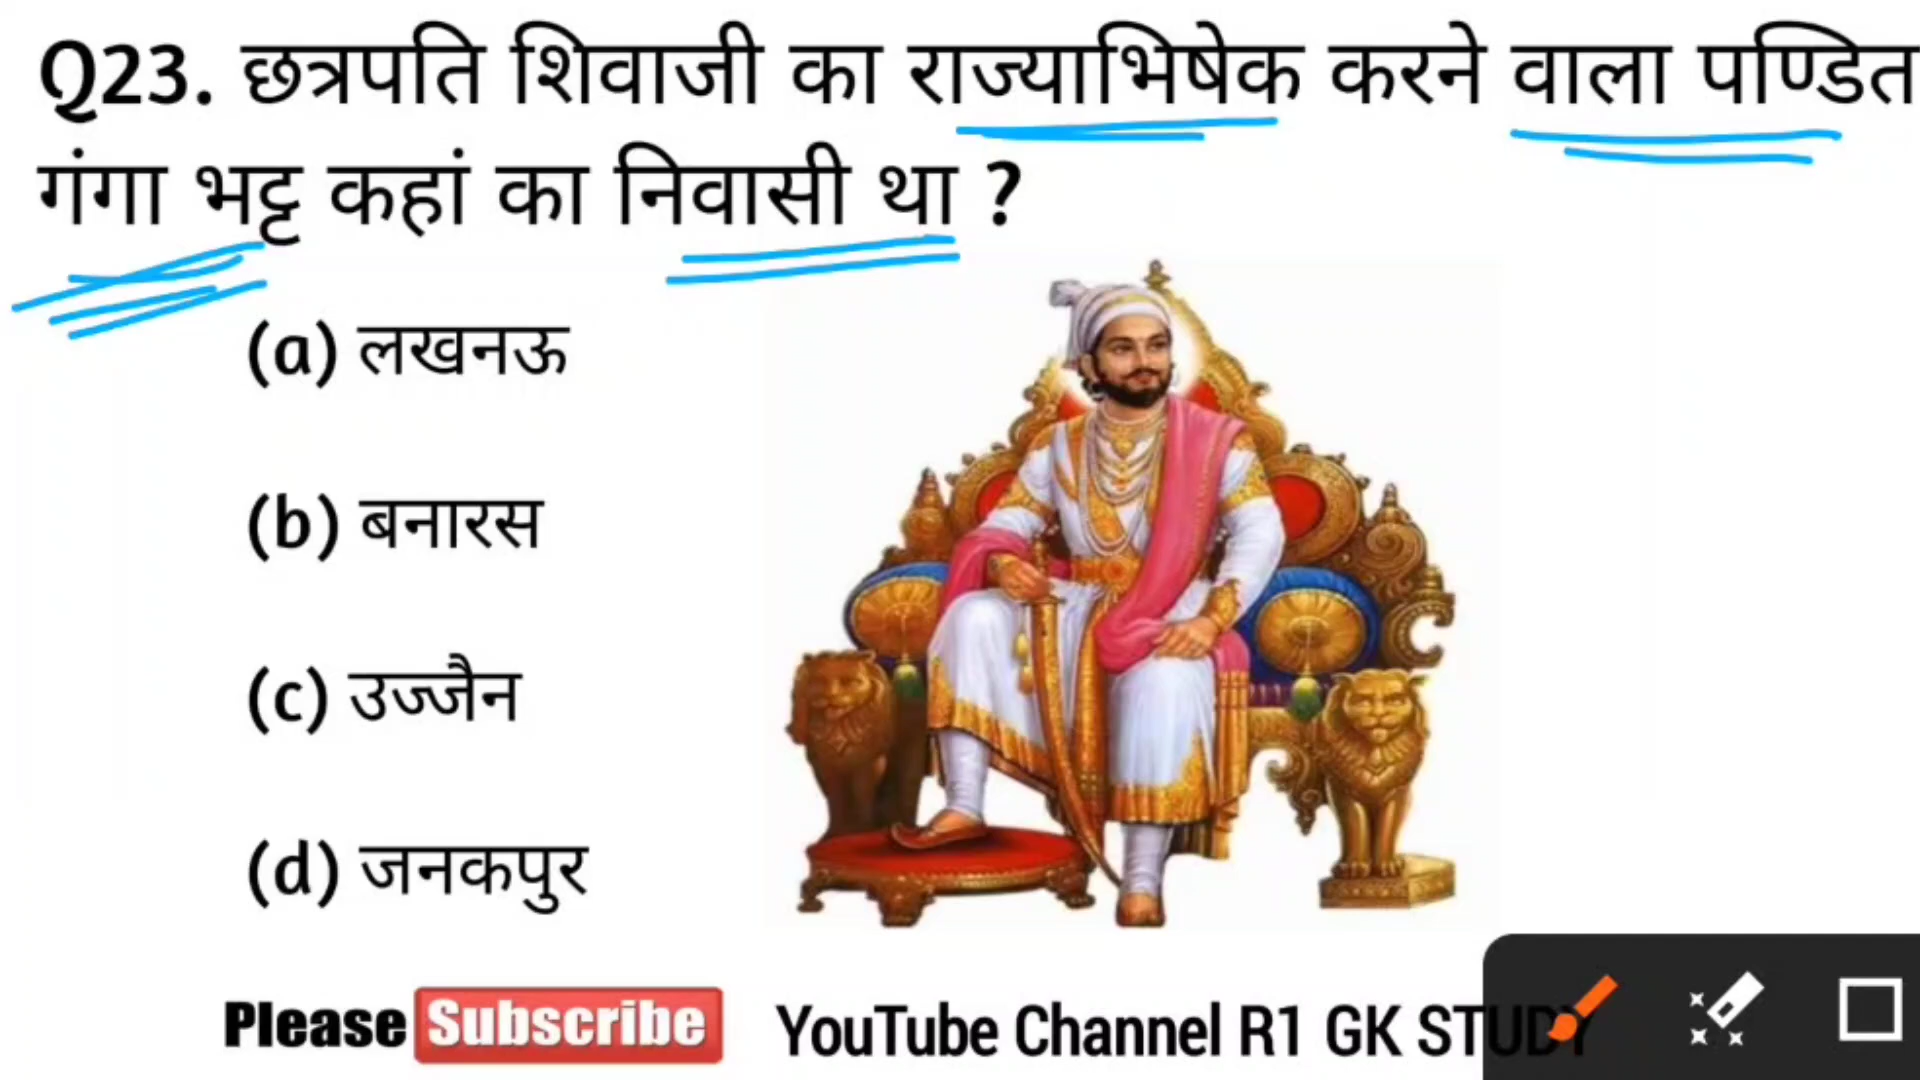 Q23. छत्रपति शिवाजी का राज्याभिषेक करने वाला पण्डित
गंगा भट्ट कहां का निवासी था ?
(a) लखनऊ
(b) बनारस
(c) उज्जैन
(d) जनकपुर
Please Subscribe YouTube Channel R1 GK STUDY